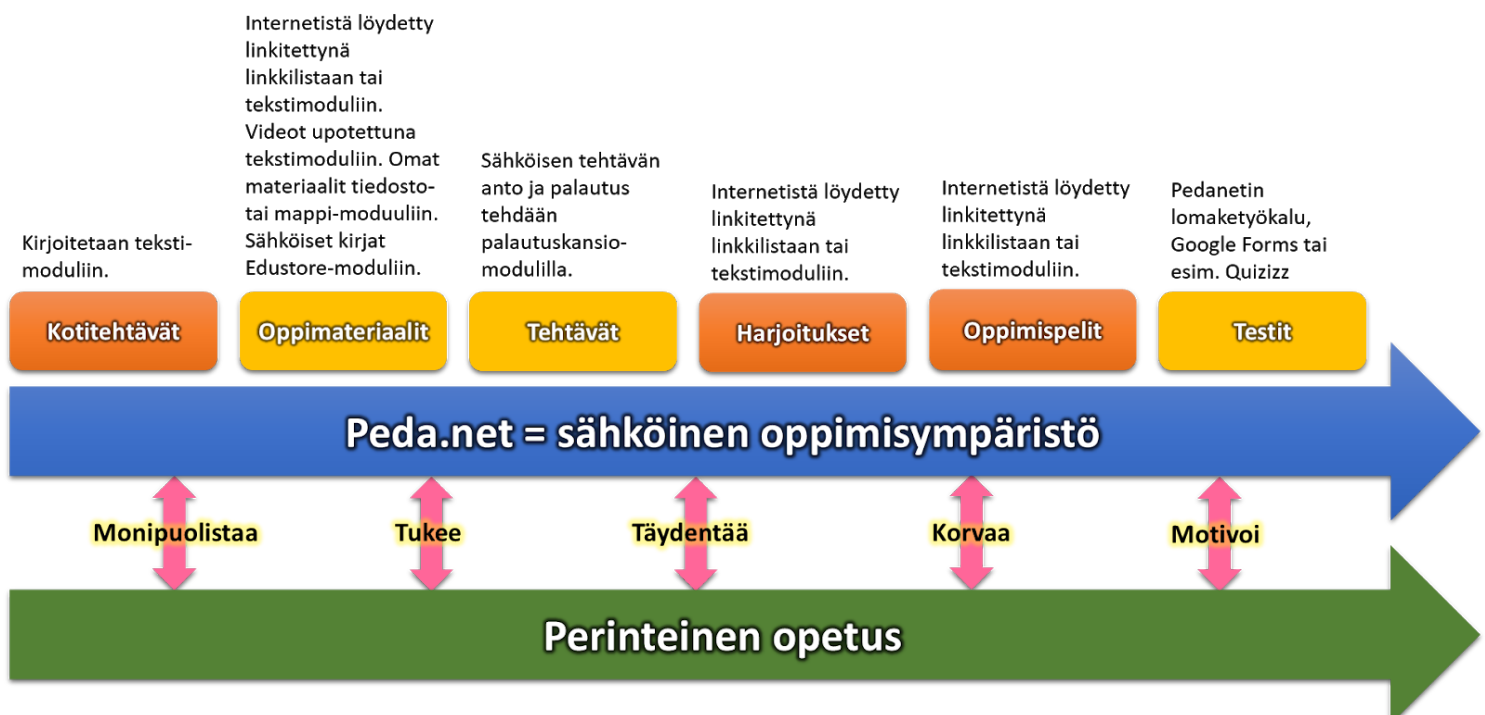 Kirjoitetaan teksti-
moduliin.
Internetistä löydetty
linkitettynä
linkkilistaan tai
tekstimoduliin.
Videot upotettuna
tekstimoduliin. Omat
materiaalit tiedosto-
tai mappi-moduuliin.
Sähköiset kirjat
Edustore-moduliin.
Sähköisen tehtävän
anto ja palautus
tehdään
palautuskansio-
modulilla.
Internetistä löydetty
linkitettynä
linkkilistaan tai
tekstimoduliin.
Internetistä löydetty
linkitettynä
linkkilistaan tai
tekstimoduliin.
Pedanetin
lomaketyökalu,
Google Forms tai
esim. Quizizz
Kotitehtävät
Oppimateriaalit
Tehtävät
Harjoitukset
Oppimispelit
Testit
Peda.net = sähköinen oppimisympäristö
Monipuolistaa
Tukee
Täydentää
Korvaa
Motivoi
Perinteinen opetus